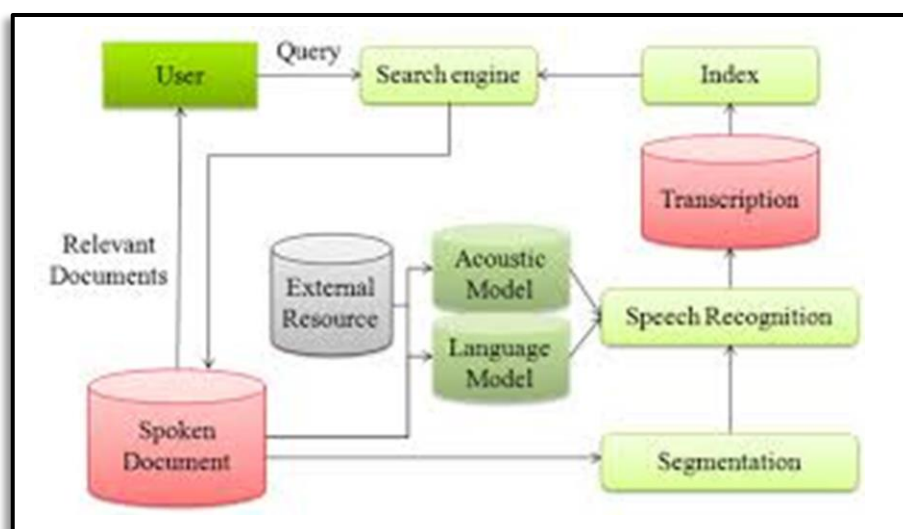 User
Query
Search engine
Index
Transcription
Relevant
Documents
External
Resource
Acoustic
Model
Language
Model
Speech Recognition
Spoken
Document
Segmentation